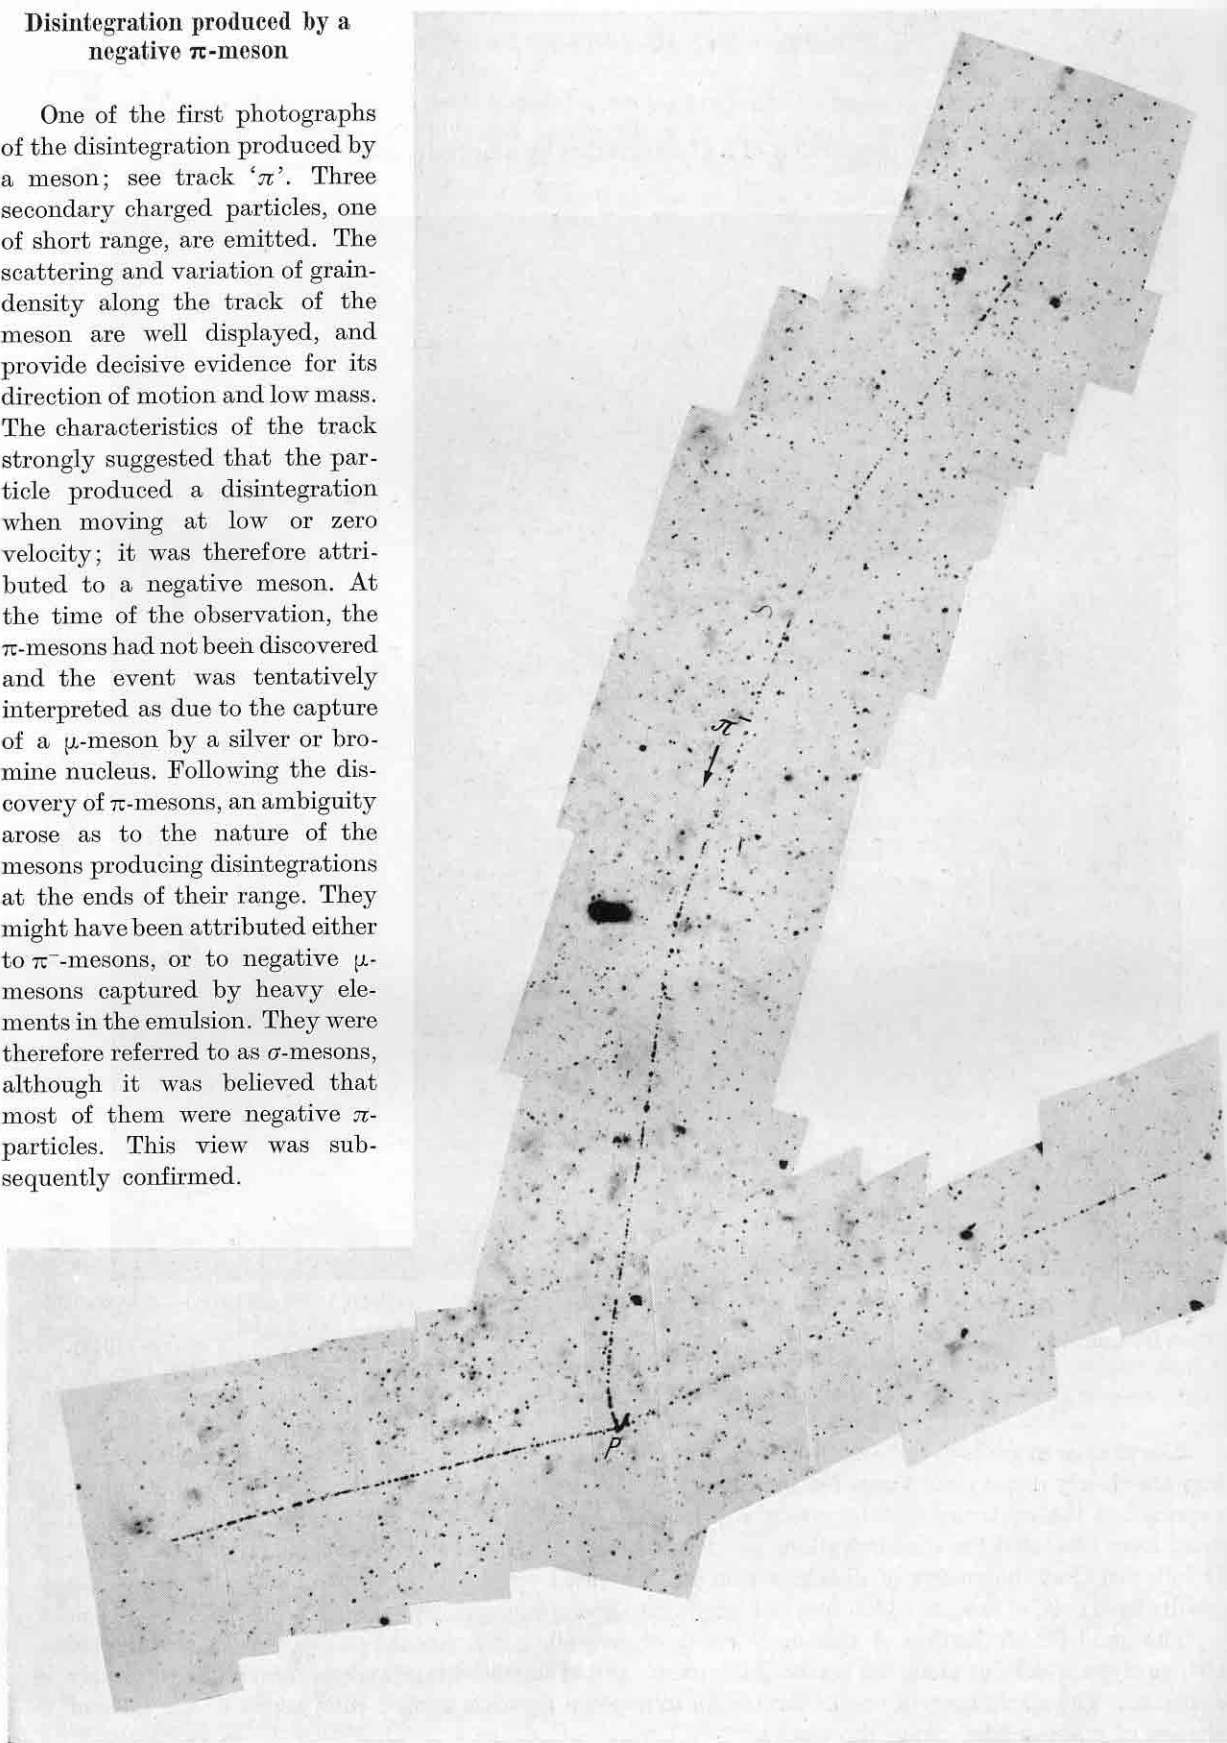 Disintegration produced by a
negative π-meson
One of the first photographs
of the disintegration produced by
a meson; see track ‘π’. Three
secondary charged particles, one
of short range, are emitted. The
scattering and variation of grain-
density along the track of the
meson are well displayed, and
provide decisive evidence for its
direction of motion and low mass.
The characteristics of the track
strongly suggested that the par-
ticle produced a disintegration
when moving at low or zero
velocity; it was therefore attri-
buted to a negative meson. At
the time of the observation, the
π-mesons had not been discovered
and the event was tentatively
interpreted as due to the capture
of a μ-meson by a silver or bro-
mine nucleus. Following the dis-
covery of π-mesons, an ambiguity
arose as to the nature of the
mesons producing disintegrations
at the ends of their range. They
might have been attributed either
to π⁻-mesons, or to negative μ-
mesons captured by heavy ele-
ments in the emulsion. They were
therefore referred to as σ-mesons,
although it was believed that
most of them were negative π-
particles. This view was sub-
sequently confirmed.
π⁻
P